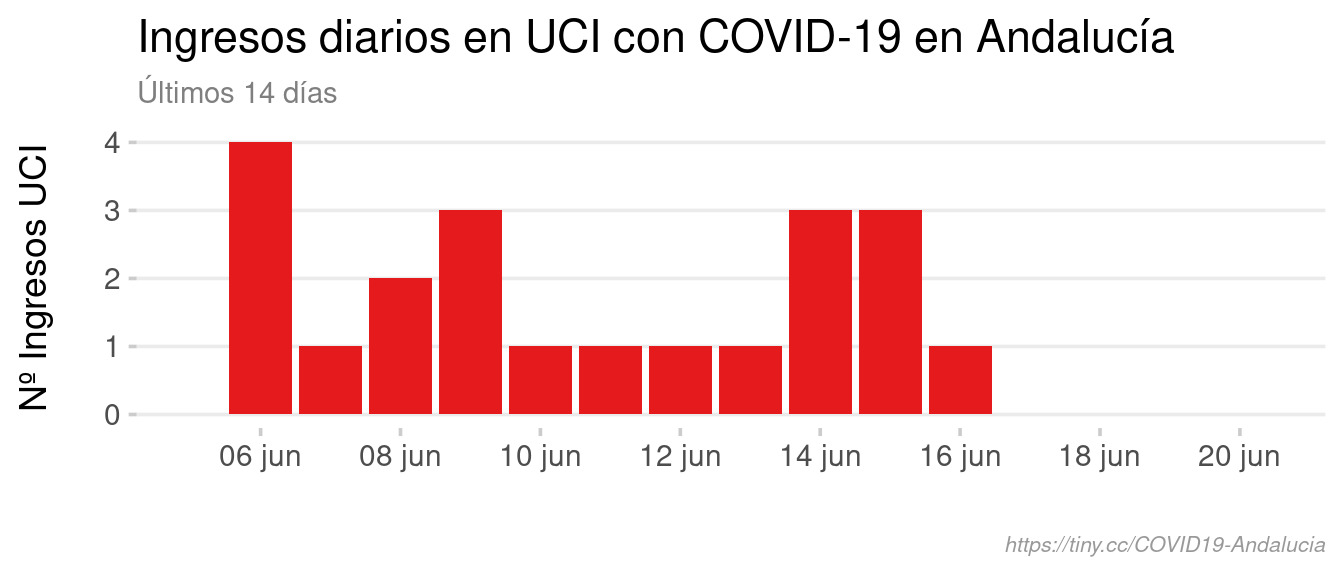 Ingresos diarios en UCI con COVID-19 en Andalucía
Últimos 14 días
Nº Ingresos UCI
4
3
2
1
0
06 jun 08 jun 10 jun 12 jun 14 jun 16 jun 18 jun 20 jun
https://tiny.cc/COVID19-Andalucia